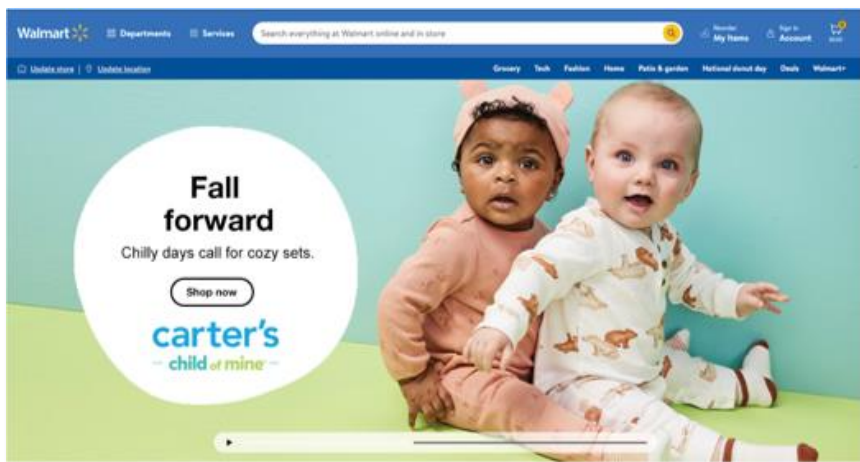 Walmart
Departments
Services
Search everything at Walmart online and in store
Reorder
My Items
Sign In
Account
Update store | Update location
Grocery Tech Fashion Home Patio & garden National donut day Deals Walmart+
Fall
forward
Chilly days call for cozy sets.
Shop now
carter's
child of mine